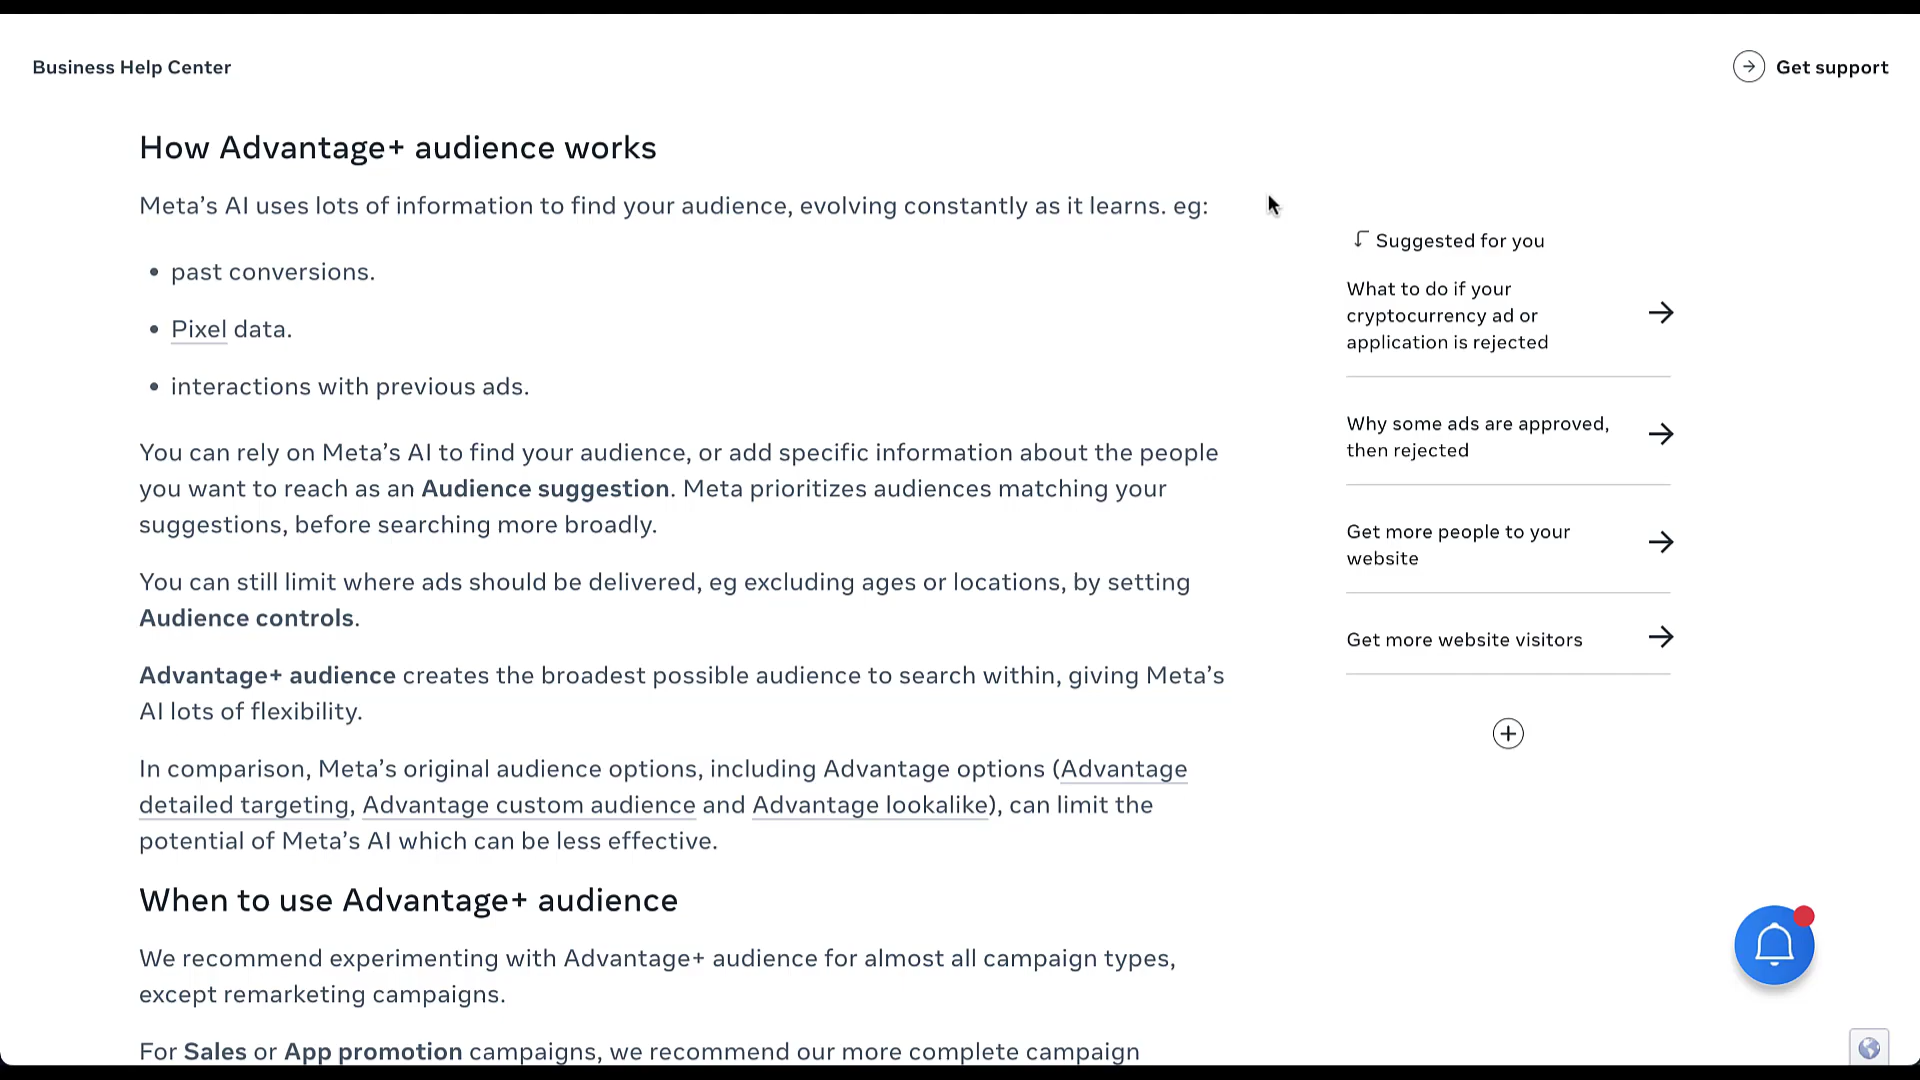 Business Help Center
Get support
How Advantage+ audience works
Meta’s AI uses lots of information to find your audience, evolving constantly as it learns. eg:
• past conversions.
• Pixel data.
• interactions with previous ads.
You can rely on Meta’s AI to find your audience, or add specific information about the people
you want to reach as an Audience suggestion. Meta prioritizes audiences matching your
suggestions, before searching more broadly.
You can still limit where ads should be delivered, eg excluding ages or locations, by setting
Audience controls.
Advantage+ audience creates the broadest possible audience to search within, giving Meta’s
AI lots of flexibility.
In comparison, Meta’s original audience options, including Advantage options (Advantage
detailed targeting, Advantage custom audience and Advantage lookalike), can limit the
potential of Meta’s AI which can be less effective.
When to use Advantage+ audience
We recommend experimenting with Advantage+ audience for almost all campaign types,
except remarketing campaigns.
For Sales or App promotion campaigns, we recommend our more complete campaign
Suggested for you
What to do if your
cryptocurrency ad or
application is rejected
Why some ads are approved,
then rejected
Get more people to your
website
Get more website visitors